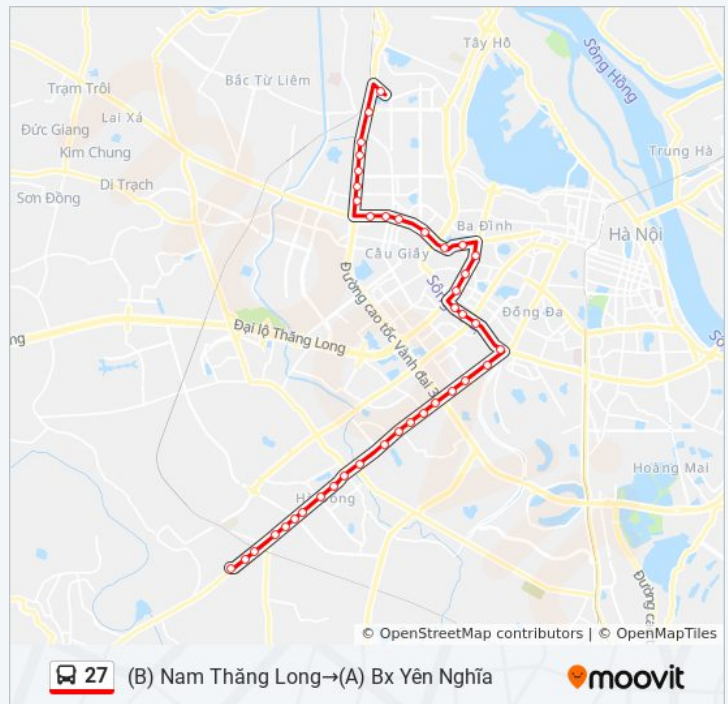 Tây Hồ
Sông Hồng
Bắc Từ Liêm
Trạm Trôi
Lai Xá
Đức Giang
Kim Chung
Di Trạch
Sơn Đồng
Trung Hà
Ba Đình
Hà Nội
Cầu Giấy
Đường cao tốc Vành đai 3
Đống Đa
Đại lộ Thăng Long
Hoàng Mai
© OpenStreetMap contributors | © OpenMapTiles
27 (B) Nam Thăng Long→(A) Bx Yên Nghĩa
moovit